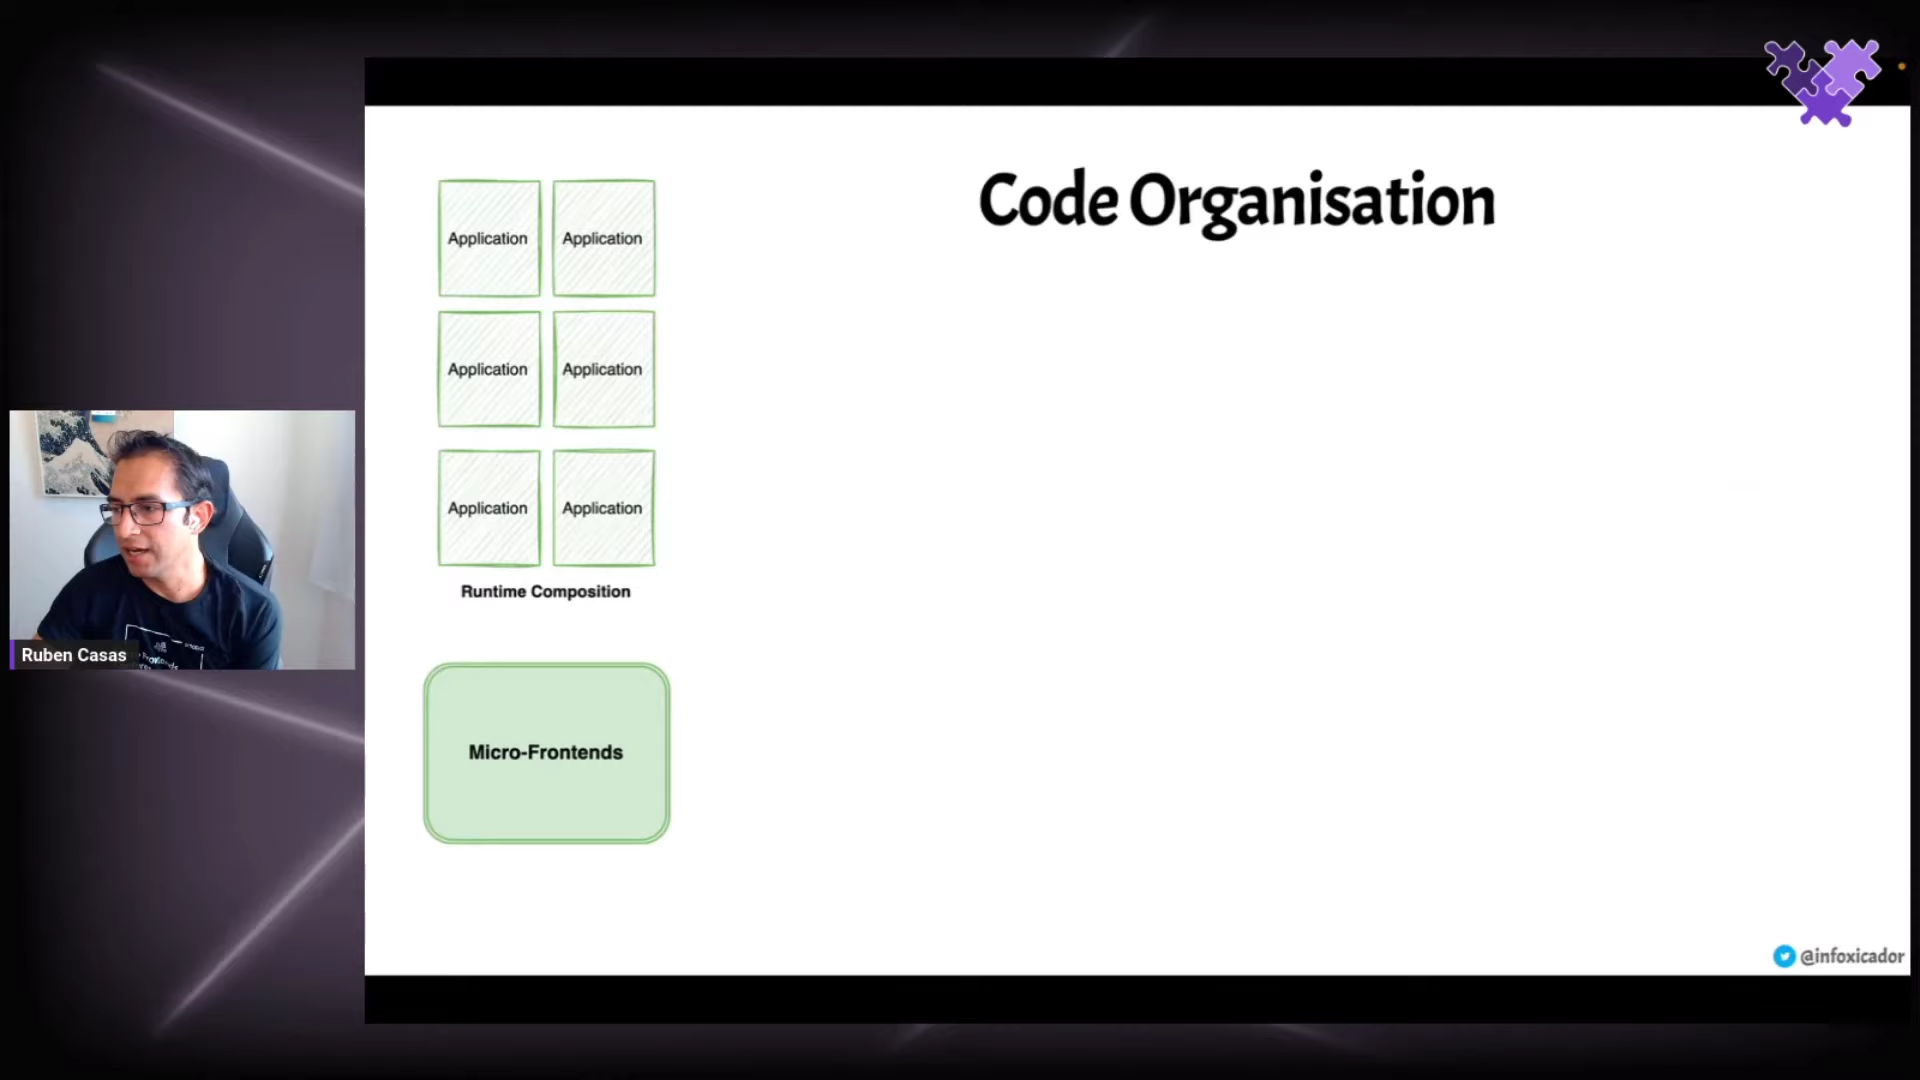 Code Organisation
Application Application
Application Application
Application Application
Runtime Composition
Micro-Frontends
Ruben Casas
@infoxicador